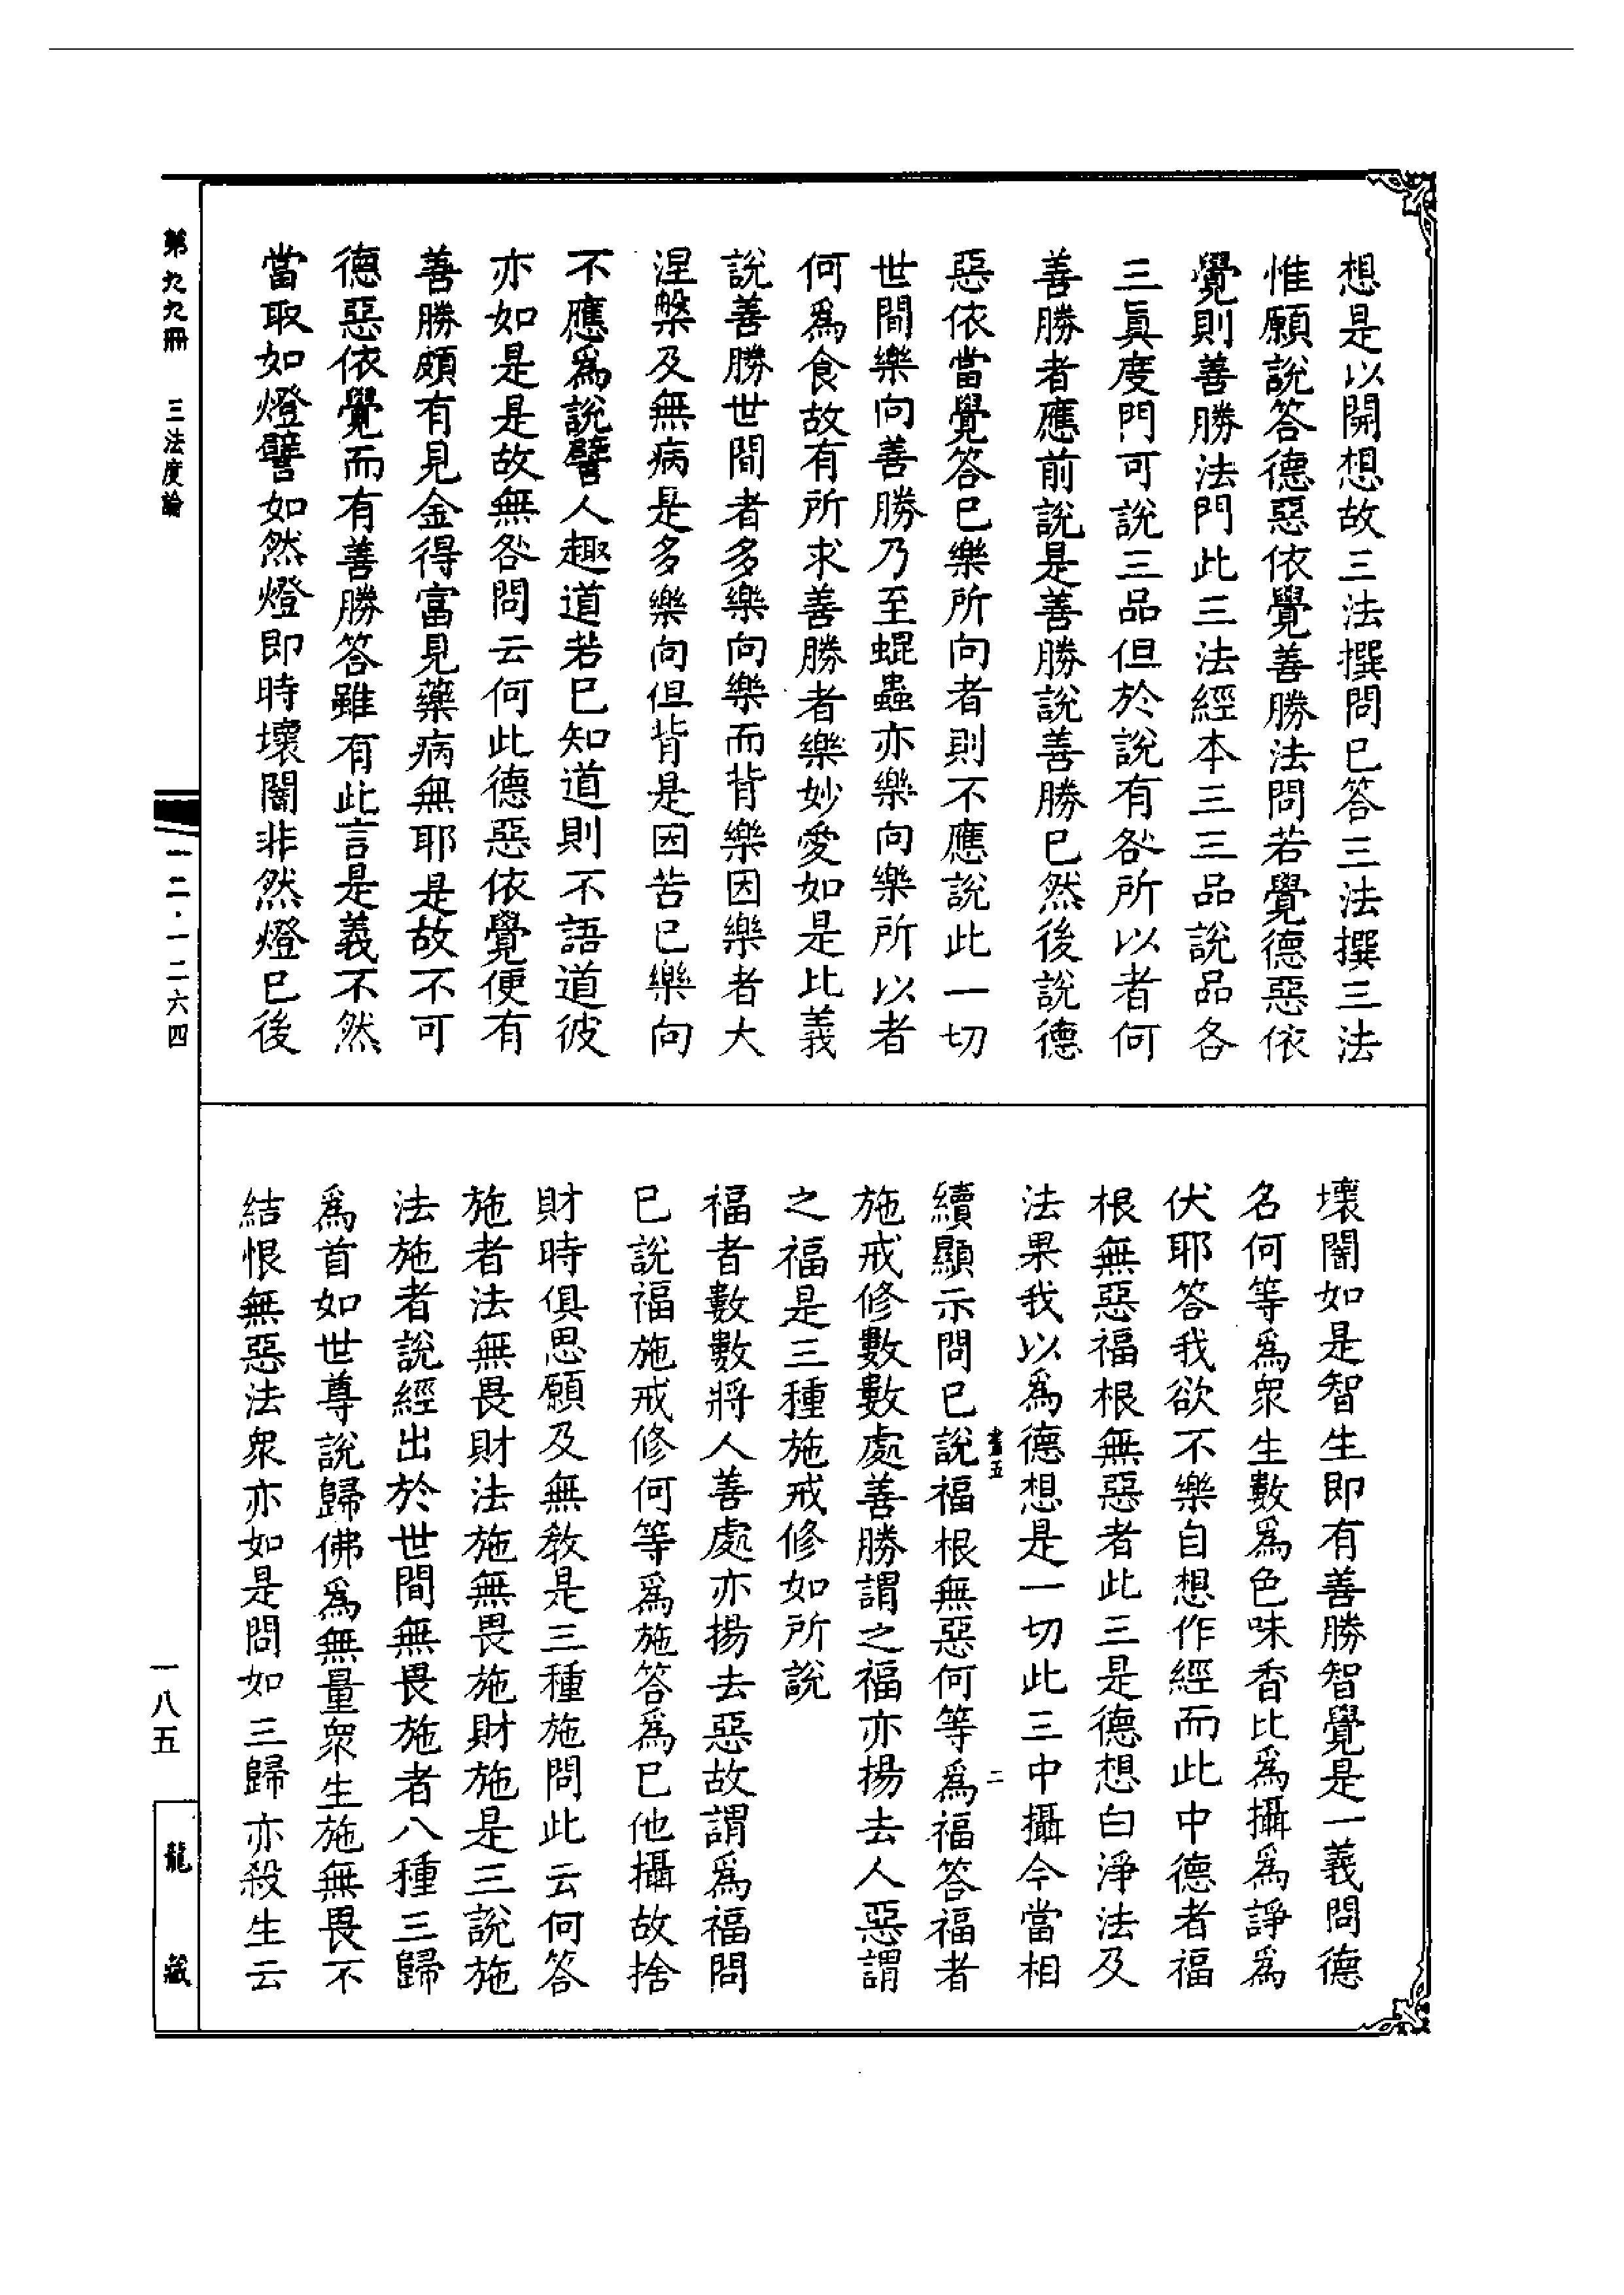 想是以開想故三法撰問已答三法撰三法
惟願說答德惡依覺善勝法問若覺德惡依
覺則善勝法門此三法經本三三品說品各
三眞度門可說三品但於說有咎所以者何
善勝者應前說是善勝說善勝已然後說德
惡依當覺答已樂所向者則不應說此一切
世間樂向善勝乃至蜫蟲亦樂向樂所以者
何爲食故有所求善勝者樂妙愛如是比義
說善勝世間者多樂向樂而背樂因樂者大
涅槃及無病是多樂向但背是因苦已樂向
不應爲說譬人趣道若已知道則不語道彼
亦如是是故無咎問云何此德惡依覺便有
善勝頗有見金得富見藥病無耶是故不可
德惡依覺而有善勝答雖有此言是義不然
當取如燈譬如然燈即時壞闇非然燈已後
壞闇如是智生即有善勝智覺是一義問德
名何等爲衆生數爲色味香比爲攝爲諍爲
伏耶答我欲不樂自想作經而此中德者福
根無惡福根無惡者此三是德想白淨法及
法果我以爲德想是一切此三中攝今當相
續顯示問已說福根無惡何等爲福答福者
施戒修數數處善勝謂之福亦揚去人惡謂
之福是三種施戒修如所說
福者數數將人善處亦揚去惡故謂爲福問
已說福施戒修何等爲施答爲已他攝故捨
財時俱思願及無教是三種施問此云何答
施者法無畏財法施無畏施財施是三說施
法施者說經出於世間無畏施者八種三歸
爲首如世尊說歸佛爲無量衆生施無畏不
結恨無惡法衆亦如是問如三歸亦殺生云
第九九冊 三法度論
一二·一二六四
一八五
龍藏
書五
二